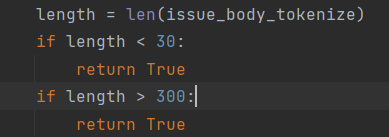 length = len(issue_body_tokenize)
if length < 30:
    return True
if length > 300:
    return True